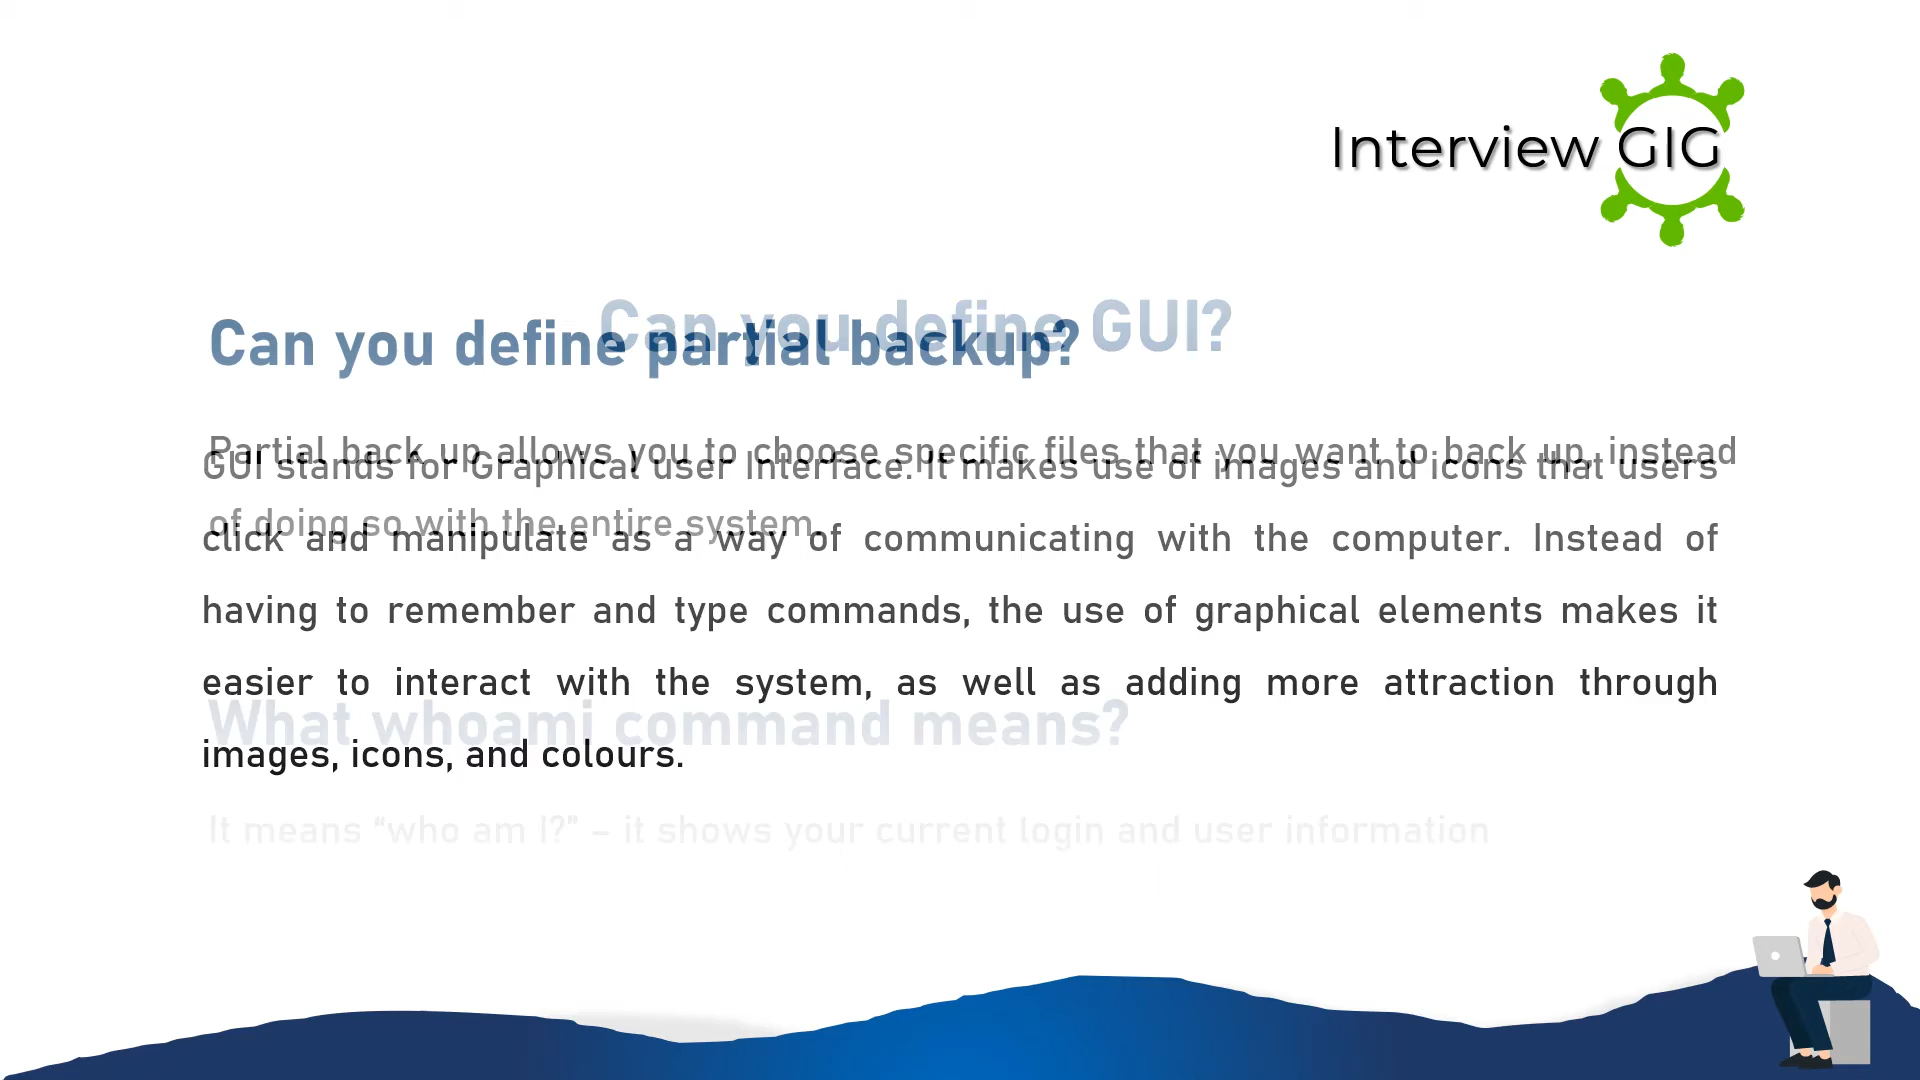 Interview GIG
Can you define GUI?
Can you define partial backup?
Partial back up allows you to choose specific files that you want to back up, instead
of doing so with the entire system.
GUI stands for Graphical user Interface. It makes use of images and icons that users
click and manipulate as a way of communicating with the computer. Instead of
having to remember and type commands, the use of graphical elements makes it
easier to interact with the system, as well as adding more attraction through
images, icons, and colours.
What whoami command means?
It means “who am I?” – it shows your current login and user information